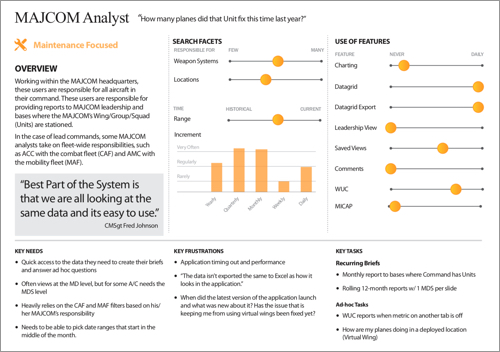 MAJCOM Analyst "How many planes did that Unit fix this time last year?"
Maintenance Focused
OVERVIEW
Working within the MAJCOM headquarters,
these users are responsible for all aircraft in
their command. These users are responsible for
providing reports to MAJCOM leadership and
bases where the MAJCOM's Wing/Group/Squad
(Units) are stationed.
In the case of lead commands, some MAJCOM
analysts take on fleet-wide responsibilities, such
as ACC with the combat fleet (CAF) and AMC with
the mobility fleet (MAF).
"Best Part of the System is
that we are all looking at the
same data and its easy to use."
CMSgt Fred Johnson
SEARCH FACETS
RESPONSIBLE FOR FEW MANY
Weapon Systems
Locations
TIME HISTORICAL CURRENT
Range
Increment
Very Often
Regularly
Rarely
Yearly Quarterly Monthly Weekly Daily
USE OF FEATURES
FEATURE NEVER DAILY
Charting
Datagrid
Datagrid Export
Leadership View
Saved Views
Comments
WUC
MICAP
KEY NEEDS
• Quick access to the data they need to create their briefs
and answer ad hoc questions
• Often views at the MD level, but for some A/C needs the
MDS level
• Heavily relies on the CAF and MAF filters based on his/
her MAJCOM's responsibility
• Needs to be able to pick date ranges that start in the
middle of the month.
KEY FRUSTRATIONS
• Application timing out and performance
• "The data isn't exported the same to Excel as how it
looks in the application."
• When did the latest version of the application launch
and what was new about it? Has the issue that is
keeping me from using virtual wings been fixed yet?
KEY TASKS
Recurring Briefs
• Monthly report to bases where Command has Units
• Rolling 12-month reports w/ 1 MDS per slide
Ad-hoc Tasks
• WUC reports when metric on another tab is off
• How are my planes doing in a deployed location
(Virtual Wing)